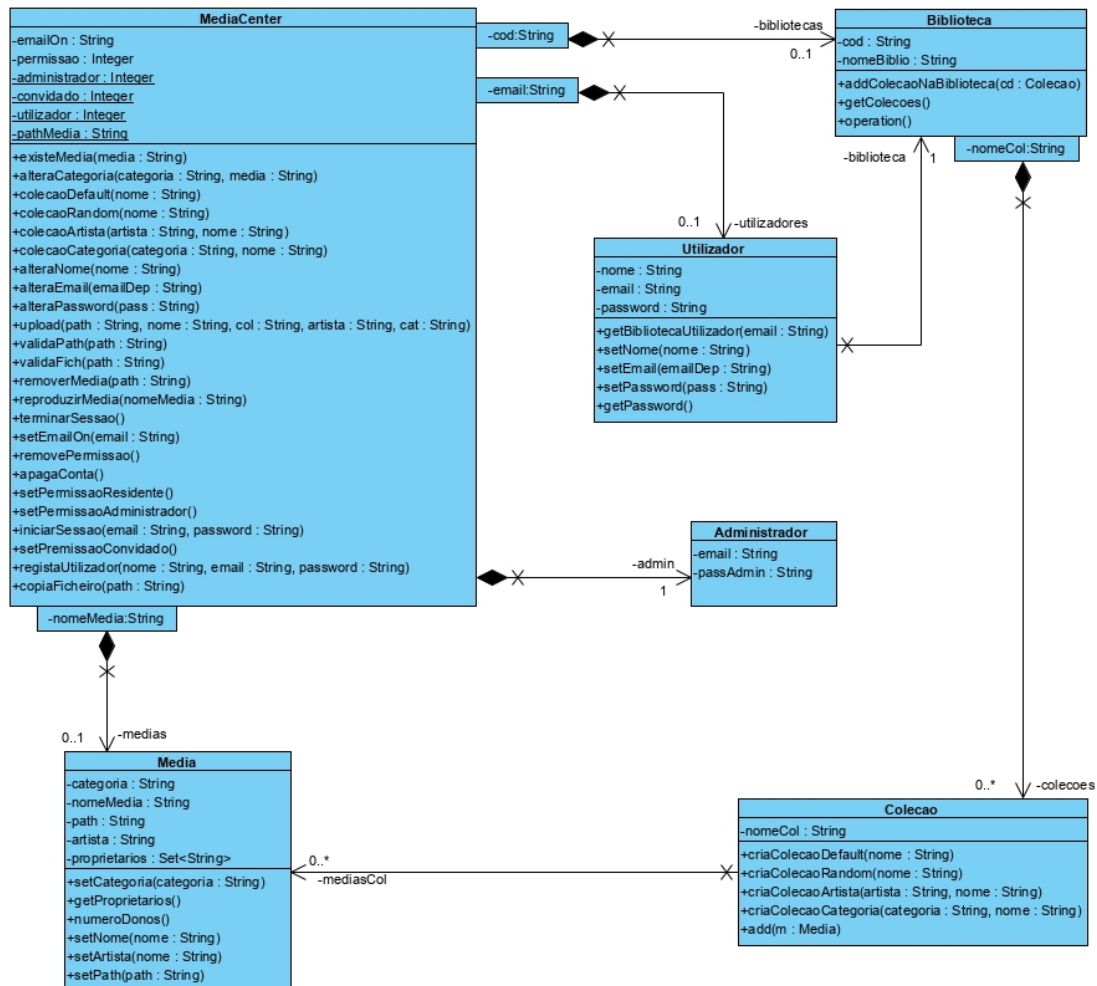 MediaCenter
-emailOn : String
-permissao : Integer
-administrador : Integer
-convidado : Integer
-utilizador : Integer
-pathMedia : String
+existeMedia(media : String)
+alteraCategoria(categoria : String, media : String)
+colecaoDefault(nome : String)
+colecaoRandom(nome : String)
+colecaoArtista(artista : String, nome : String)
+colecaoCategoria(categoria : String, nome : String)
+alteraNome(nome : String)
+alteraEmail(emailDep : String)
+alteraPassword(pass : String)
+upload(path : String, nome : String, col : String, artista : String, cat : String)
+validaPath(path : String)
+validaFich(path : String)
+removerMedia(path : String)
+reproduzirMedia(nomeMedia : String)
+terminarSessao()
+setEmailOn(email : String)
+removePermissao()
+apagaConta()
+setPermissaoResidente()
+setPermissaoAdministrador()
+iniciarSessao(email : String, password : String)
+setPremissaoConvidado()
+registaUtilizador(nome : String, email : String, password : String)
+copiaFicheiro(path : String)
-cod:String
-bibliotecas
0..1
-email:String
0..1
-utilizadores
Biblioteca
-cod : String
-nomeBiblio : String
+addColecaoNaBiblioteca(cd : Colecao)
+getColecoes()
+operation()
-nomeCol:String
-biblioteca
1
Utilizador
-nome : String
-email : String
-password : String
+getBibliotecaUtilizador(email : String)
+setNome(nome : String)
+setEmail(emailDep : String)
+setPassword(pass : String)
+getPassword()
-admin
1
Administrador
-email : String
-passAdmin : String
-nomeMedia:String
0..1
-medias
Media
-categoria : String
-nomeMedia : String
-path : String
-artista : String
-proprietarios : Set<String>
+setCategoria(categoria : String)
+getProprietarios()
+numeroDonos()
+setNome(nome : String)
+setArtista(nome : String)
+setPath(path : String)
0..*
-mediasCol
0..*
-colecoes
Colecao
-nomeCol : String
+criaColecaoDefault(nome : String)
+criaColecaoRandom(nome : String)
+criaColecaoArtista(artista : String, nome : String)
+criaColecaoCategoria(categoria : String, nome : String)
+add(m : Media)